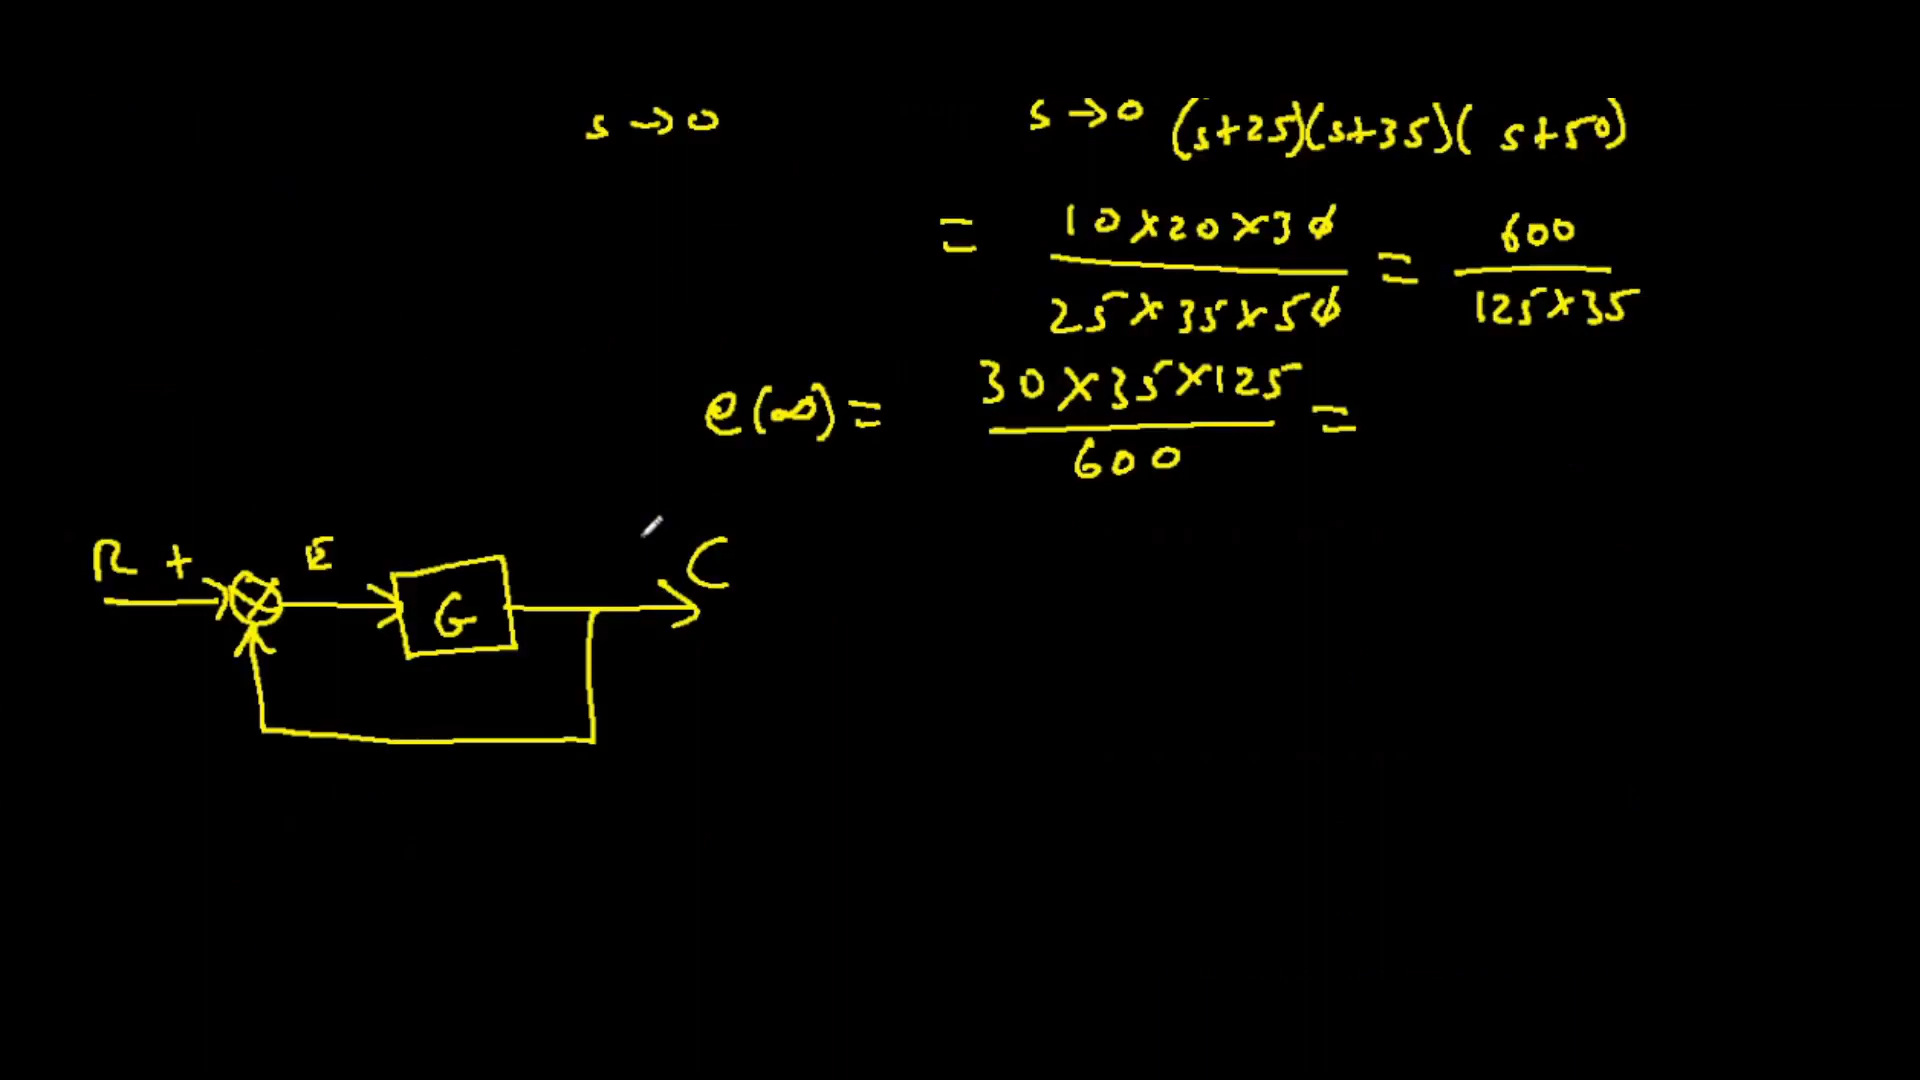 s → 0 s → 0 (s+25)(s+35)(s+50)
= 10×20×30 / 25×35×50 = 600 / 125×35
e(∞) = 30×35×125 / 600 =
R + E G C